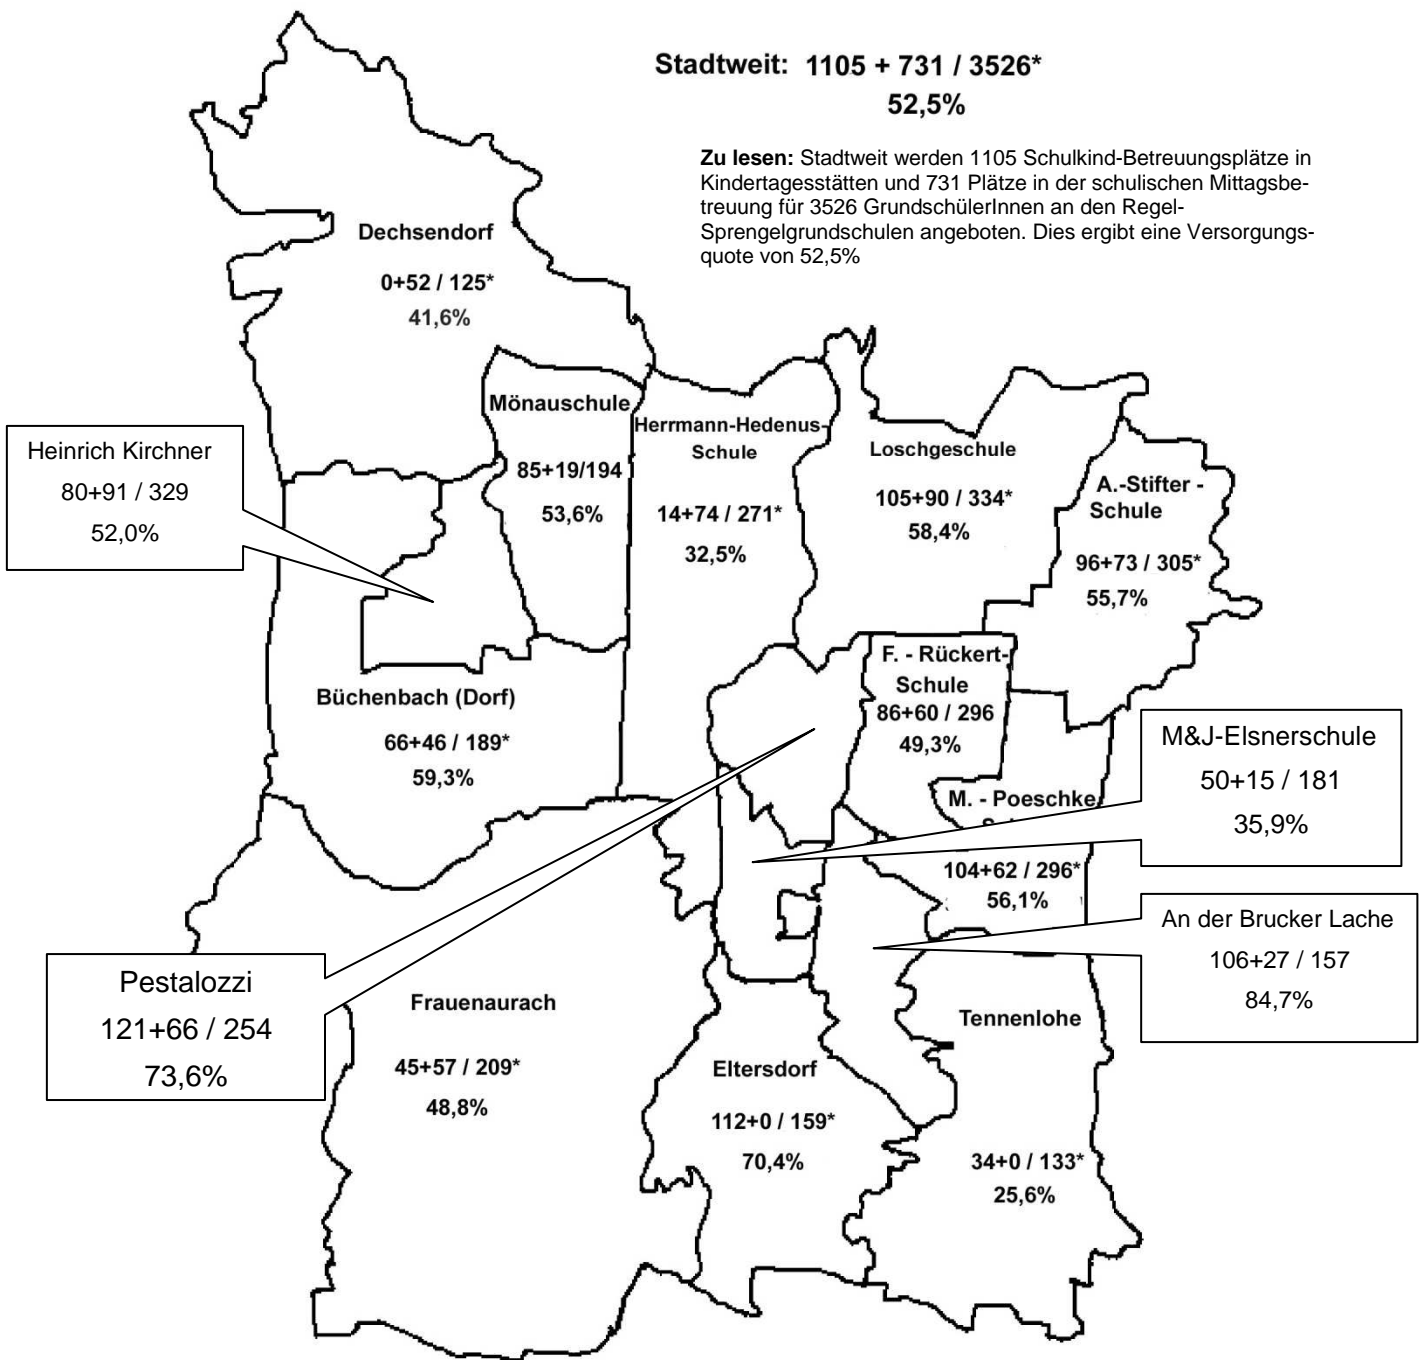 Stadtweit: 1105 + 731 / 3526*
52,5%
Zu lesen: Stadtweit werden 1105 Schulkind-Betreuungsplätze in
Kindertagesstätten und 731 Plätze in der schulischen Mittagsbe-
treuung für 3526 GrundschülerInnen an den Regel-
Sprengelgrundschulen angeboten. Dies ergibt eine Versorgungs-
quote von 52,5%
Dechsendorf
0+52 / 125*
41,6%
Mönauschule
85+19/194
53,6%
Herrmann-Hedenus-
Schule
14+74 / 271*
32,5%
Loschgeschule
105+90 / 334*
58,4%
A.-Stifter -
Schule
96+73 / 305*
55,7%
Heinrich Kirchner
80+91 / 329
52,0%
Büchenbach (Dorf)
66+46 / 189*
59,3%
F. - Rückert-
Schule
86+60 / 296
49,3%
M&J-Elsnerschule
50+15 / 181
35,9%
M. - Poeschke
104+62 / 296*
56,1%
An der Brucker Lache
106+27 / 157
84,7%
Pestalozzi
121+66 / 254
73,6%
Frauenaurach
45+57 / 209*
48,8%
Eltersdorf
112+0 / 159*
70,4%
Tennenlohe
34+0 / 133*
25,6%